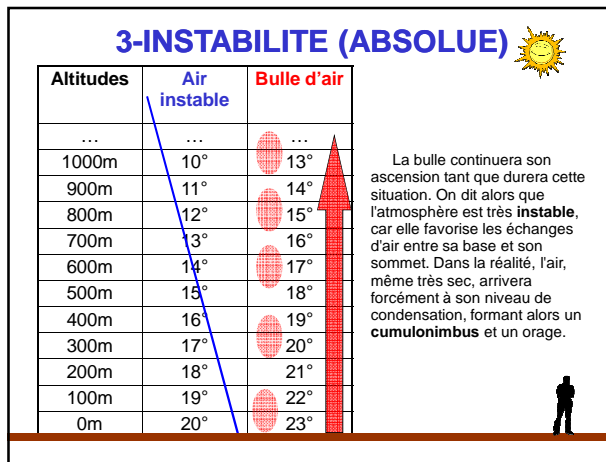 3-INSTABILITE (ABSOLUE)
Altitudes Air instable Bulle d'air
… … …
1000m 10° 13°
900m 11° 14°
800m 12° 15°
700m 13° 16°
600m 14° 17°
500m 15° 18°
400m 16° 19°
300m 17° 20°
200m 18° 21°
100m 19° 22°
0m 20° 23°
La bulle continuera son
ascension tant que durera cette
situation. On dit alors que
l'atmosphère est très instable,
car elle favorise les échanges
d'air entre sa base et son
sommet. Dans la réalité, l'air,
même très sec, arrivera
forcément à son niveau de
condensation, formant alors un
cumulonimbus et un orage.